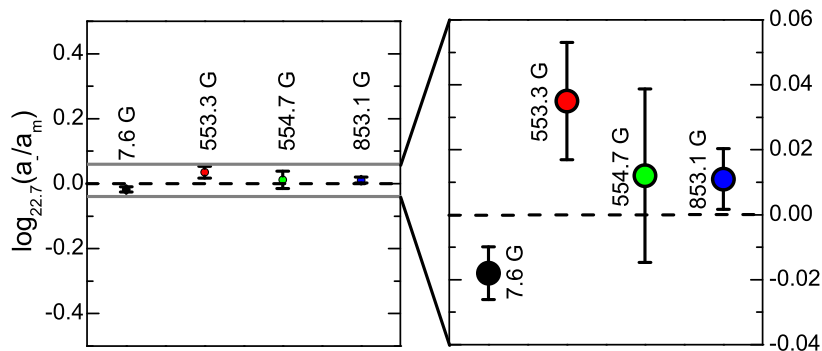 log22.7(a-/am)
0.4
0.2
0.0
-0.2
-0.4
7.6 G
553.3 G
554.7 G
853.1 G
0.06
0.04
0.02
0.00
-0.02
-0.04
7.6 G
553.3 G
554.7 G
853.1 G